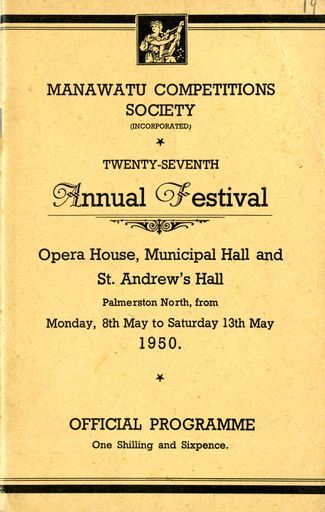 19
MANAWATU COMPETITIONS
SOCIETY
(INCORPORATED)
TWENTY-SEVENTH
Annual Festival
Opera House, Municipal Hall and
St. Andrew's Hall
Palmerston North, from
Monday, 8th May to Saturday 13th May
1950.
OFFICIAL PROGRAMME
One Shilling and Sixpence.